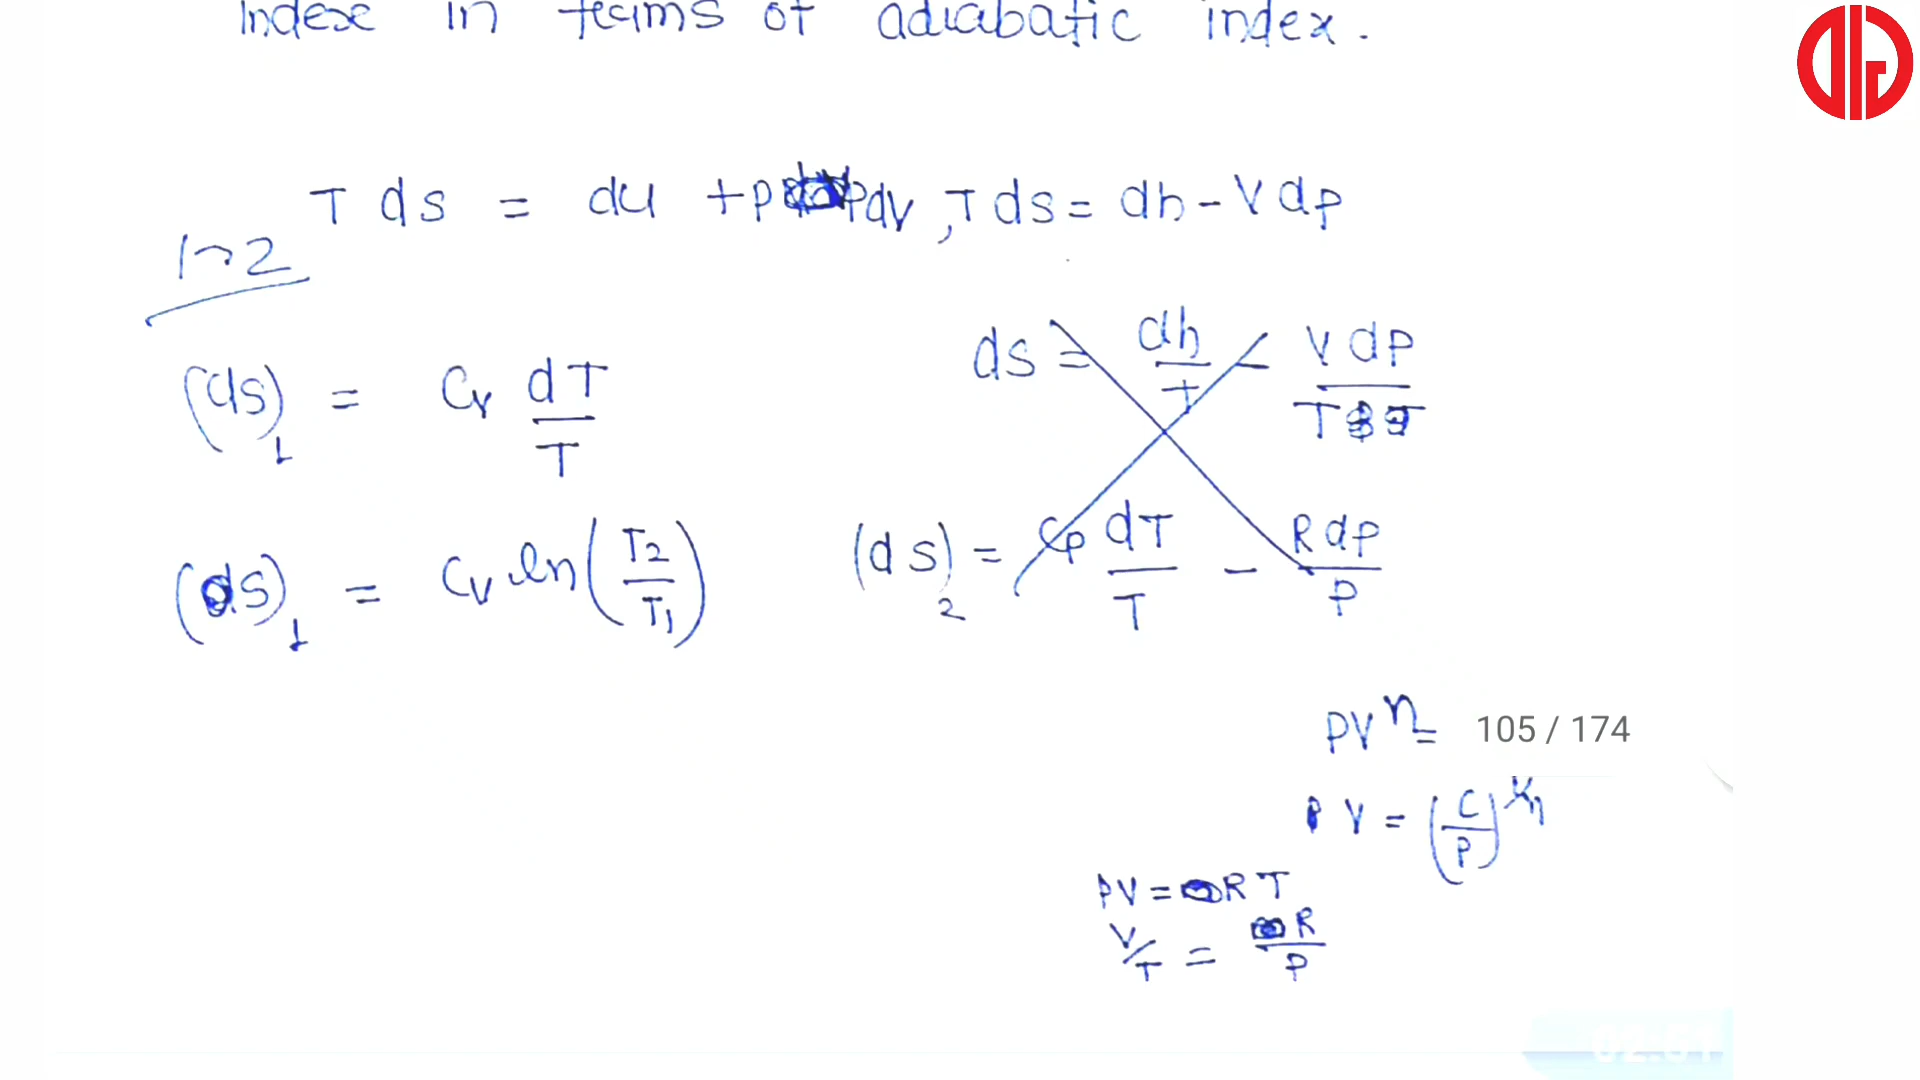 Index in terms of adiabatic index.
T ds = du + P Pdv, T ds = dh - V dp
1→2
(ds)₁ = Cv dT/T
ds = dh/T - V dP/T
(ds)₁ = Cv ln(T2/T1)
(ds)₂ = Cp dT/T - R dP/P
PVⁿ =
105 / 174
V = (C/P)^1/n
PV = RT
V/T = R/P